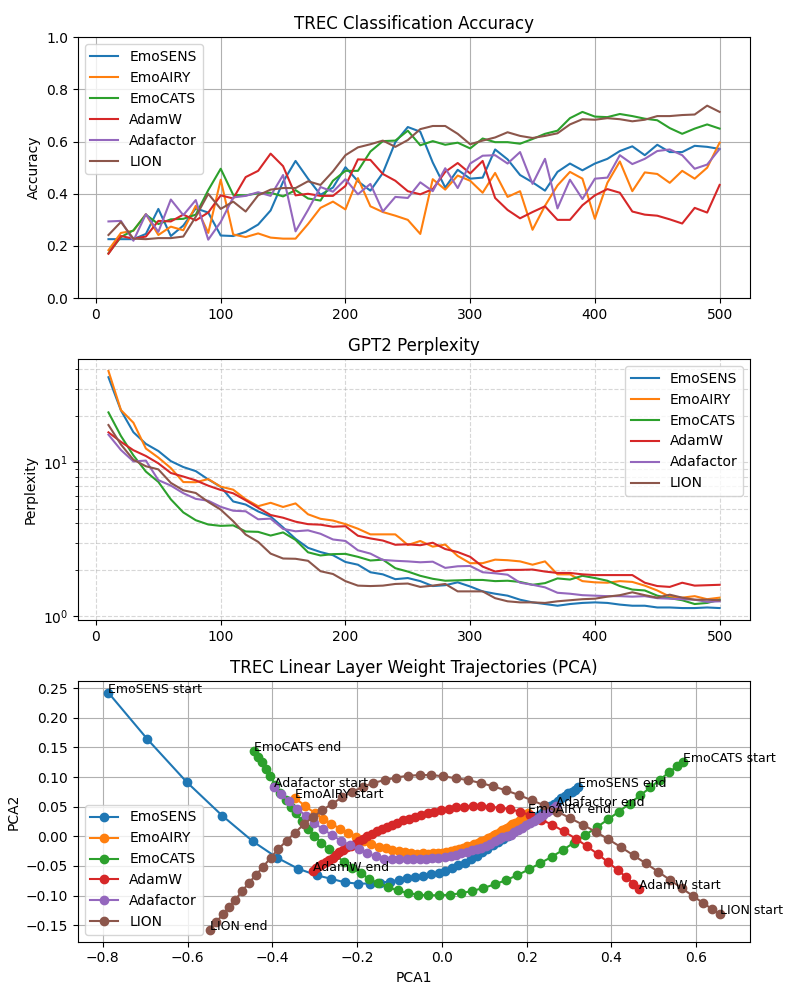 TREC Classification Accuracy
Accuracy
1.0
0.8
0.6
0.4
0.2
0.0
0
100
200
300
400
500
EmoSENS
EmoAIRY
EmoCATS
AdamW
Adafactor
LION
GPT2 Perplexity
Perplexity
10¹
10⁰
0
100
200
300
400
500
EmoSENS
EmoAIRY
EmoCATS
AdamW
Adafactor
LION
TREC Linear Layer Weight Trajectories (PCA)
PCA2
0.25
0.20
0.15
0.10
0.05
0.00
−0.05
−0.10
−0.15
EmoSENS start
EmoCATS end
EmoCATS start
Adafactor start
EmoSENS end
EmoAIRY start
Adafactor end
EmoAIRY end
AdamW end
AdamW start
LION start
LION end
EmoSENS
EmoAIRY
EmoCATS
AdamW
Adafactor
LION
−0.8
−0.6
−0.4
−0.2
0.0
0.2
0.4
0.6
PCA1